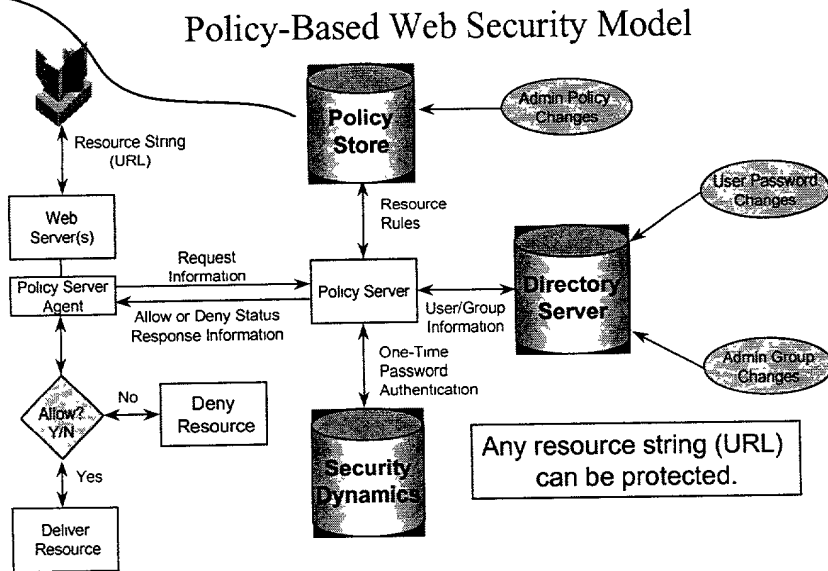 Policy-Based Web Security Model
Resource String
(URL)
Policy
Store
Admin Policy
Changes
Web
Server(s)
Resource
Rules
User Password
Changes
Request
Information
Policy Server
Agent
Policy Server
Allow or Deny Status
Response Information
User/Group
Information
Directory
Server
One-Time
Password
Authentication
Admin Group
Changes
Allow?
Y/N
No
Deny
Resource
Yes
Security
Dynamics
Any resource string (URL)
can be protected.
Deliver
Resource